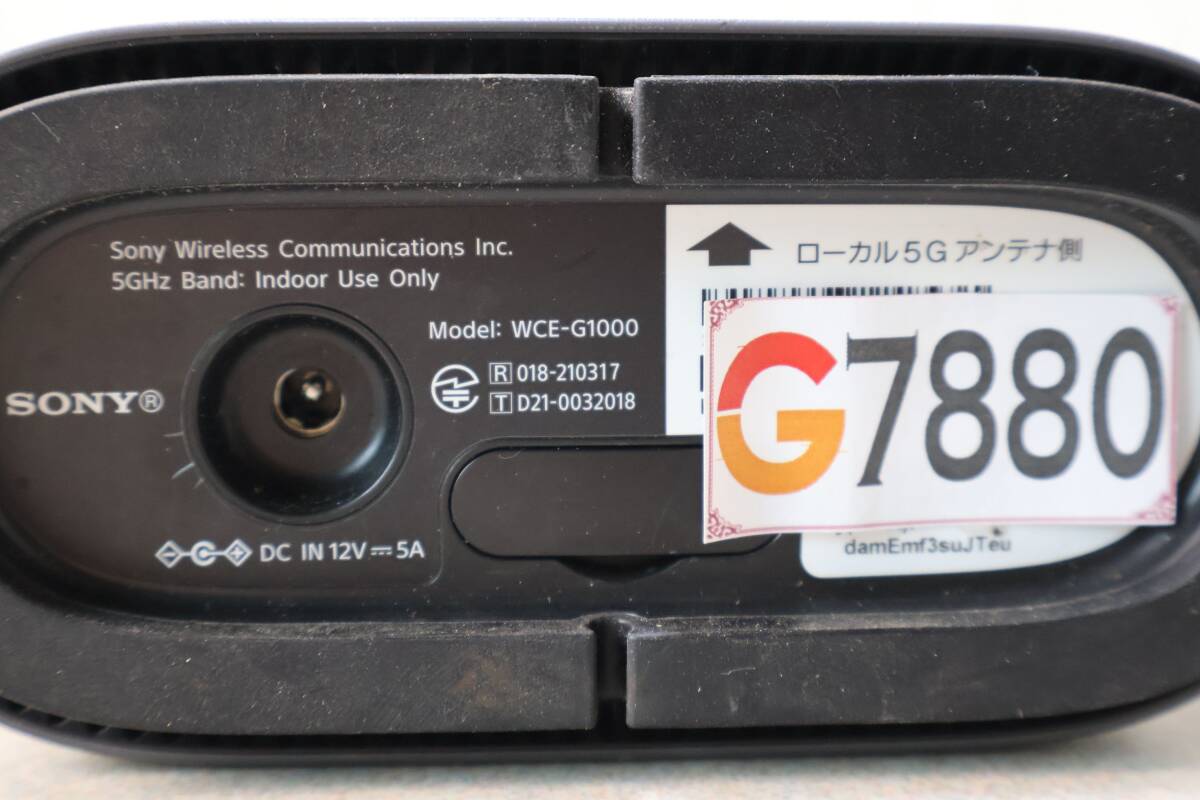 Sony Wireless Communications Inc.
5GHz Band: Indoor Use Only
Model: WCE-G1000
R 018-210317
T D21-0032018
SONY®
DC IN 12V⎓5A
ローカル5Gアンテナ側
G7880
damEmf3suJTeu